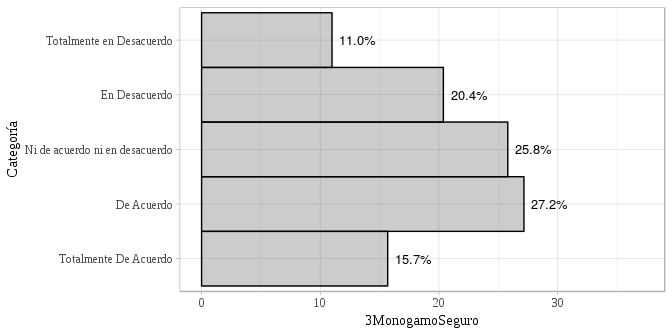 Totalmente en Desacuerdo
11.0%
En Desacuerdo
20.4%
Ni de acuerdo ni en desacuerdo
25.8%
De Acuerdo
27.2%
Totalmente De Acuerdo
15.7%
Categoría
0 10 20 30
3MonogamoSeguro